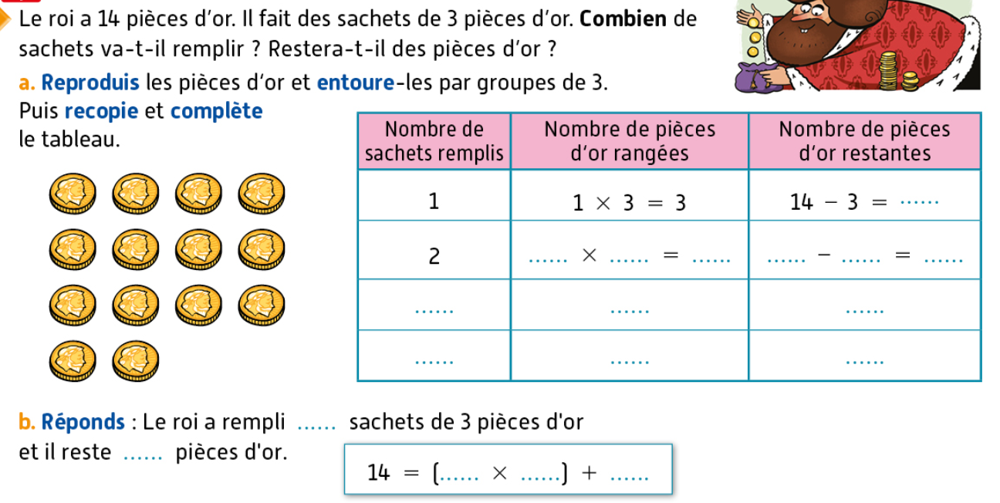 Le roi a 14 pièces d'or. Il fait des sachets de 3 pièces d'or. Combien de
sachets va-t-il remplir ? Restera-t-il des pièces d'or ?
a. Reproduis les pièces d'or et entoure-les par groupes de 3.
Puis recopie et complète
le tableau.
Nombre de sachets remplis | Nombre de pièces d'or rangées | Nombre de pièces d'or restantes
1 | 1 × 3 = 3 | 14 - 3 = ......
2 | ...... × ...... = ...... | ...... - ...... = ......
...... | ...... | ......
...... | ...... | ......
b. Réponds : Le roi a rempli ...... sachets de 3 pièces d'or
et il reste ...... pièces d'or.
14 = (...... × ......) + ......